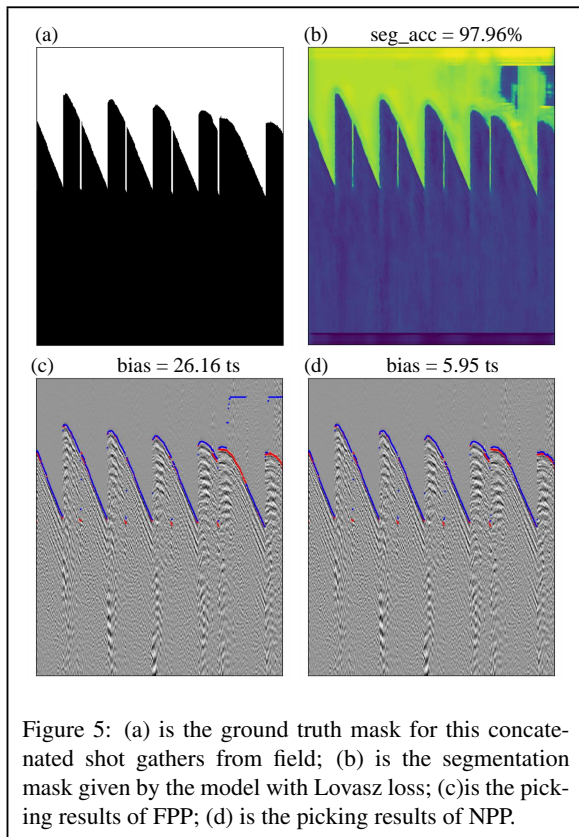 (a)
(b) seg_acc = 97.96%
(c) bias = 26.16 ts
(d) bias = 5.95 ts
Figure 5: (a) is the ground truth mask for this concate-
nated shot gathers from field; (b) is the segmentation
mask given by the model with Lovasz loss; (c)is the pick-
ing results of FPP; (d) is the picking results of NPP.